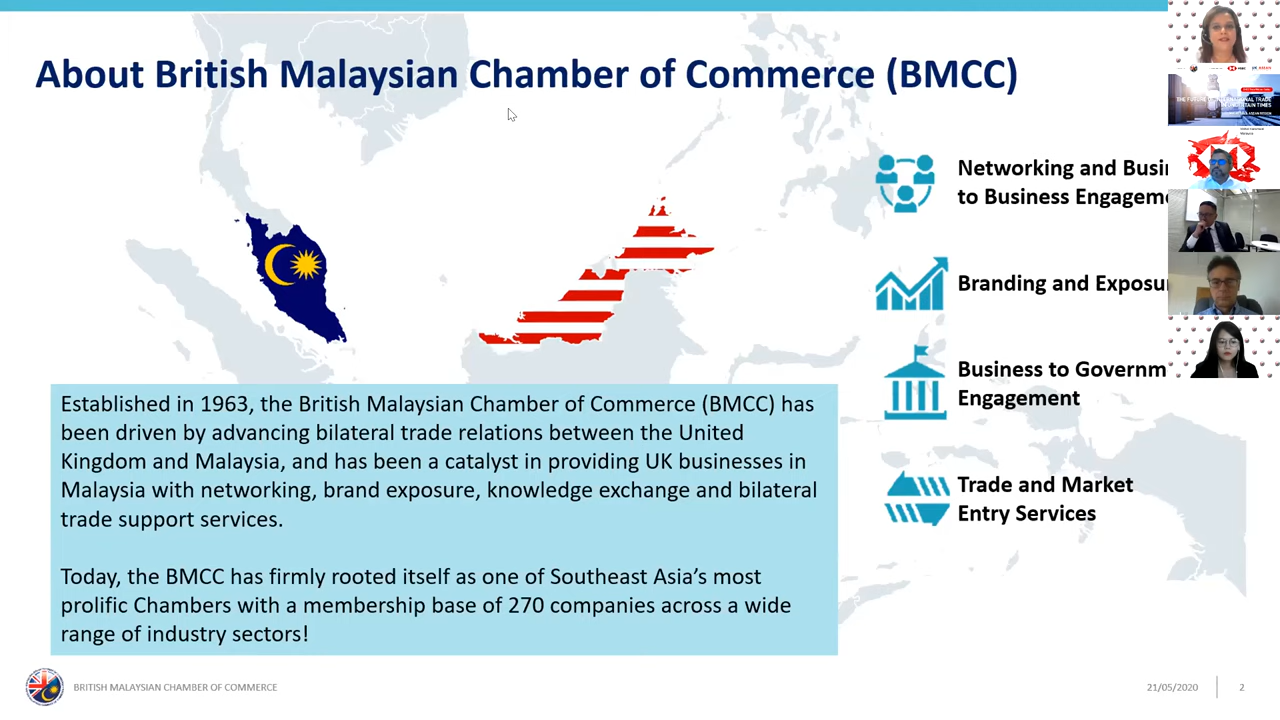 About British Malaysian Chamber of Commerce (BMCC)
Networking and Busi
to Business Engageme
Branding and Exposu
Business to Governm
Engagement
Trade and Market
Entry Services
Established in 1963, the British Malaysian Chamber of Commerce (BMCC) has
been driven by advancing bilateral trade relations between the United
Kingdom and Malaysia, and has been a catalyst in providing UK businesses in
Malaysia with networking, brand exposure, knowledge exchange and bilateral
trade support services.
Today, the BMCC has firmly rooted itself as one of Southeast Asia’s most
prolific Chambers with a membership base of 270 companies across a wide
range of industry sectors!
BRITISH MALAYSIAN CHAMBER OF COMMERCE
21/05/2020
2